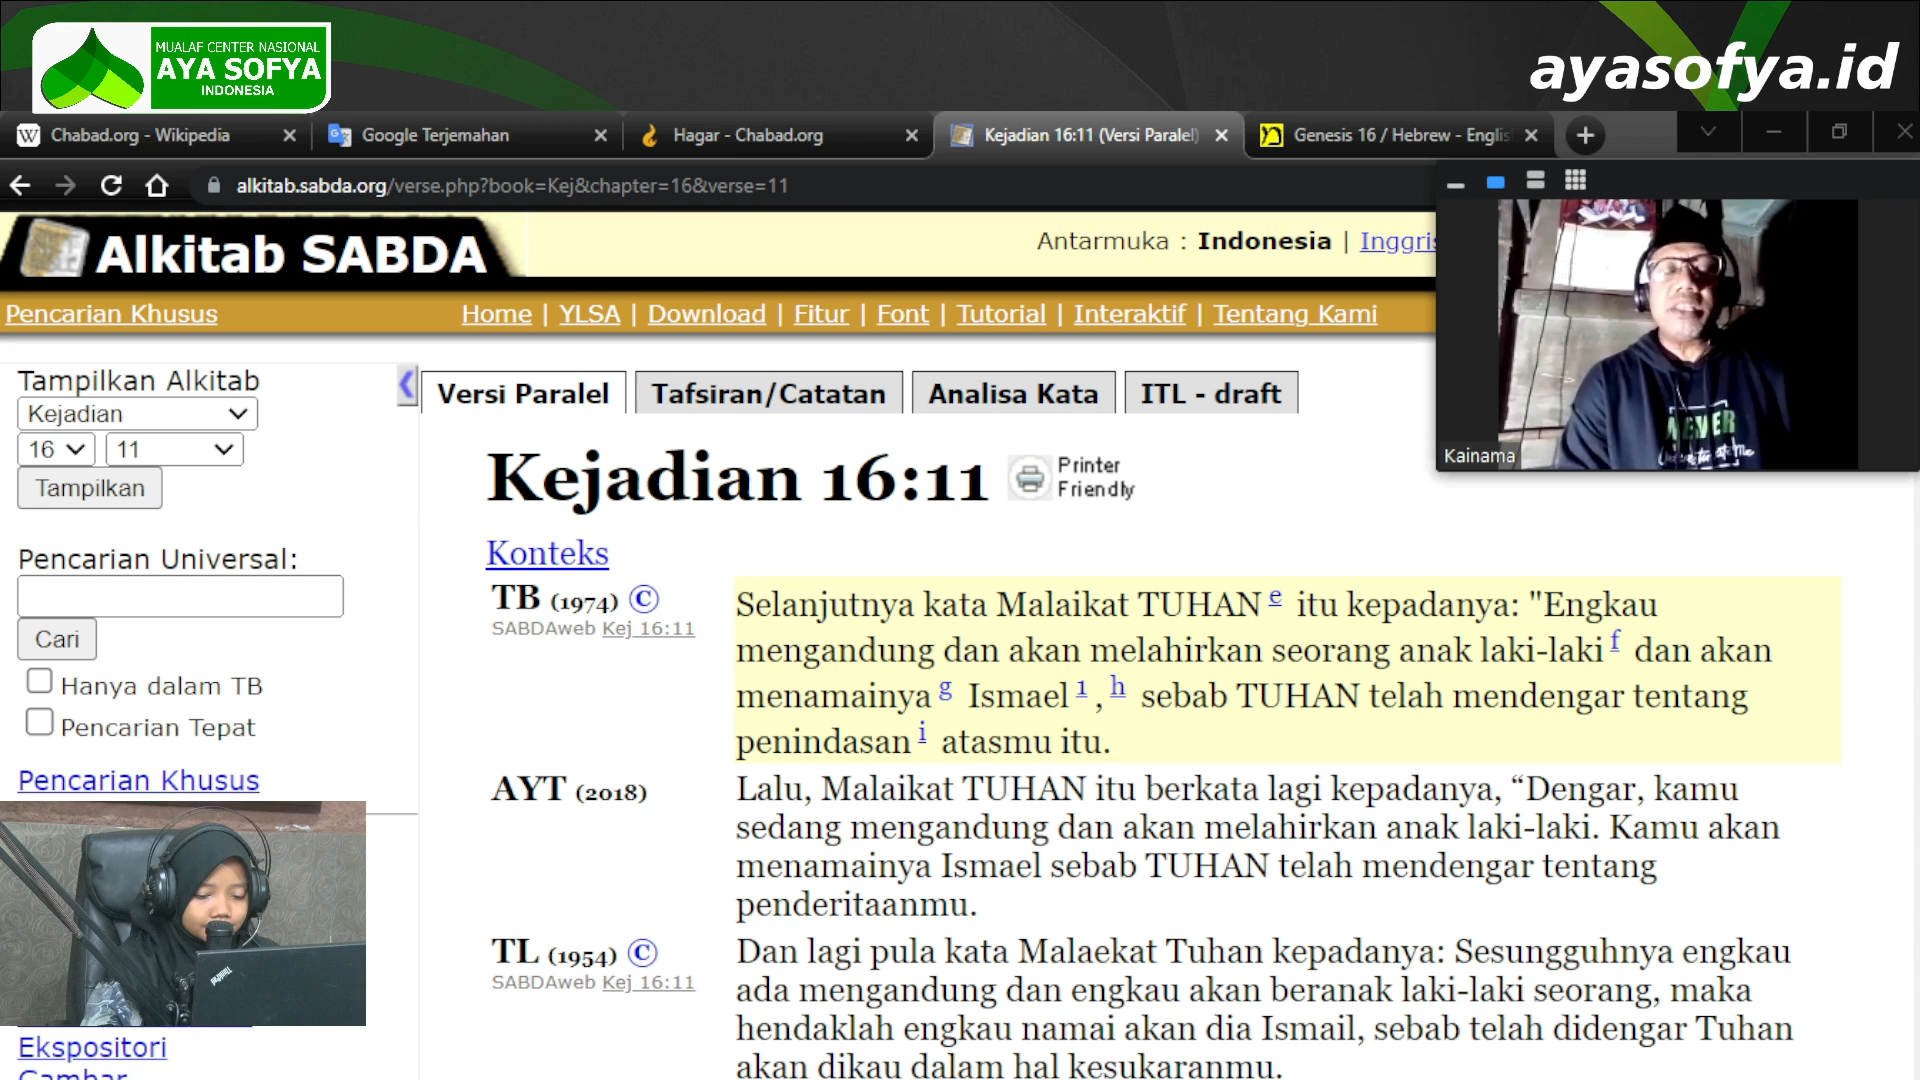 MUALAF CENTER NASIONAL
AYA SOFYA
INDONESIA
ayasofya.id
Chabad.org - Wikipedia
Google Terjemahan
Hagar - Chabad.org
Kejadian 16:11 (Versi Paralel)
Genesis 16 / Hebrew - Englis
alkitab.sabda.org/verse.php?book=Kej&chapter=16&verse=11
Alkitab SABDA
Antarmuka : Indonesia | Inggris
Pencarian Khusus
Home | YLSA | Download | Fitur | Font | Tutorial | Interaktif | Tentang Kami
Kainama
Tampilkan Alkitab
Kejadian
16 11
Tampilkan
Pencarian Universal:
Cari
Hanya dalam TB
Pencarian Tepat
Pencarian Khusus
ThinkPad
Ekspositori
Gambar
Versi Paralel
Tafsiran/Catatan
Analisa Kata
ITL - draft
Kejadian 16:11
Printer
Friendly
Konteks
TB (1974) ©
SABDAweb Kej 16:11
Selanjutnya kata Malaikat TUHAN e itu kepadanya: "Engkau
mengandung dan akan melahirkan seorang anak laki-laki f dan akan
menamainya g Ismael 1 , h sebab TUHAN telah mendengar tentang
penindasan i atasmu itu.
AYT (2018)
Lalu, Malaikat TUHAN itu berkata lagi kepadanya, “Dengar, kamu
sedang mengandung dan akan melahirkan anak laki-laki. Kamu akan
menamainya Ismael sebab TUHAN telah mendengar tentang
penderitaanmu.
TL (1954) ©
SABDAweb Kej 16:11
Dan lagi pula kata Malaekat Tuhan kepadanya: Sesungguhnya engkau
ada mengandung dan engkau akan beranak laki-laki seorang, maka
hendaklah engkau namai akan dia Ismail, sebab telah didengar Tuhan
akan dikau dalam hal kesukaranmu.